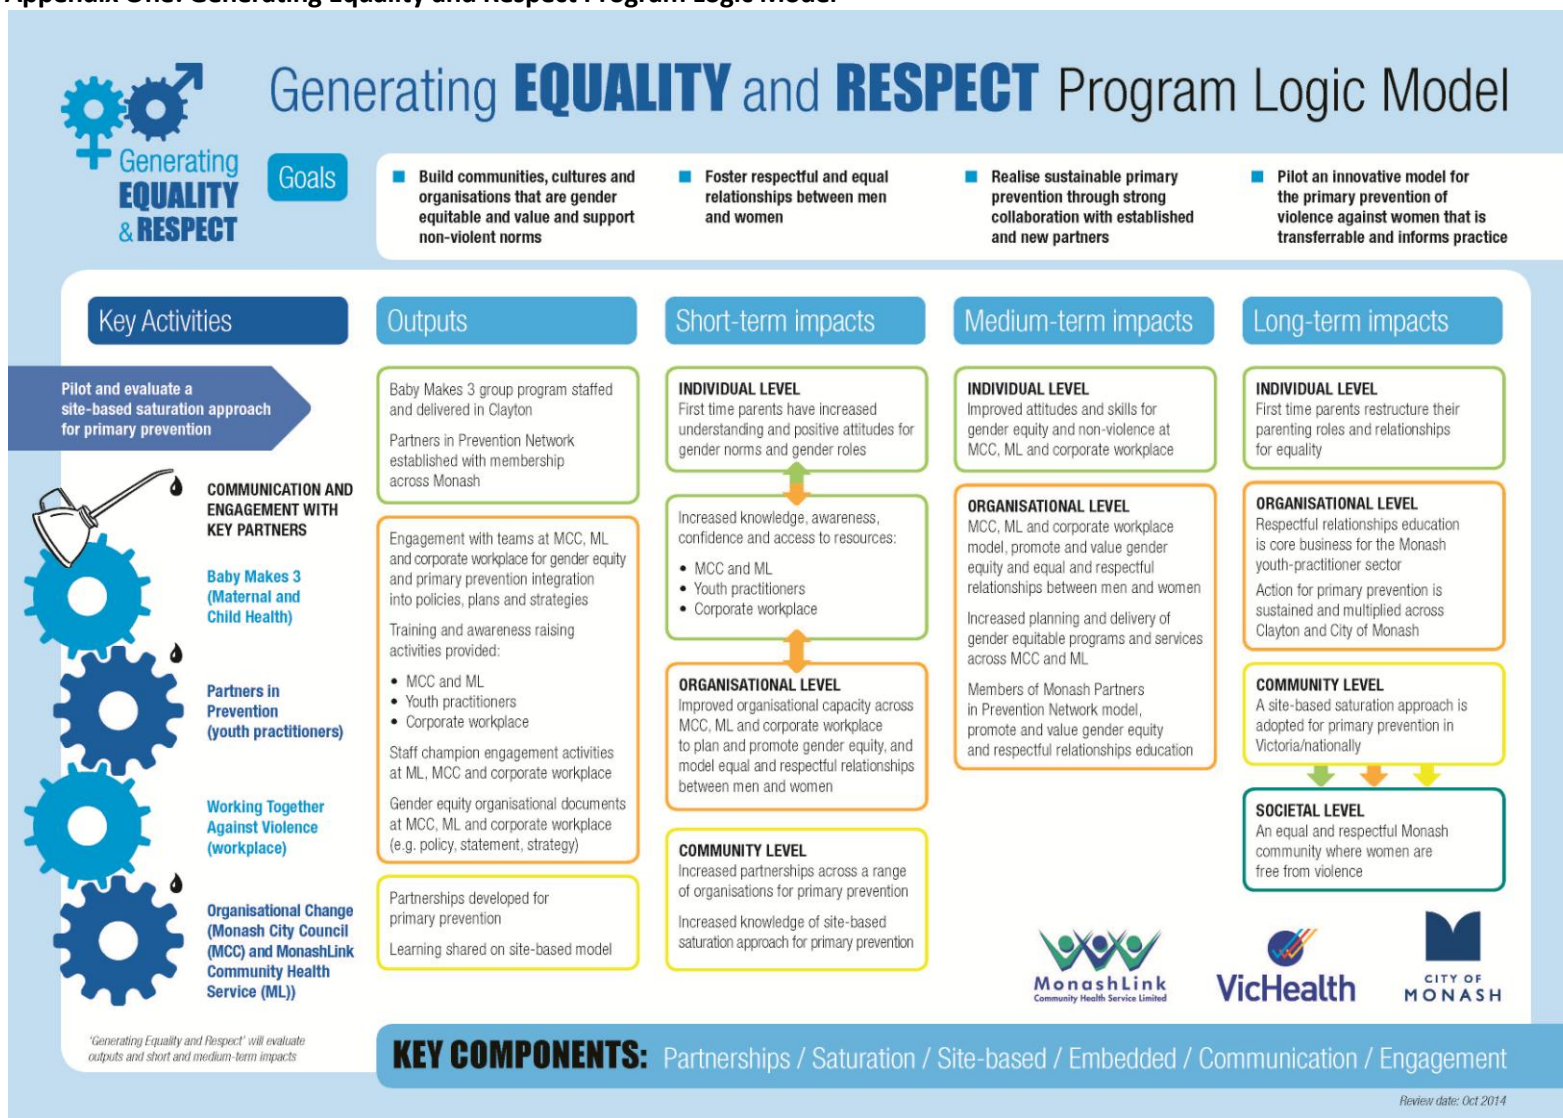 Appendix One: Generating Equality and Respect Program Logic Model
Generating EQUALITY and RESPECT Program Logic Model
Generating
EQUALITY
& RESPECT
Goals
Build communities, cultures and
organisations that are gender
equitable and value and support
non-violent norms
Foster respectful and equal
relationships between men
and women
Realise sustainable primary
prevention through strong
collaboration with established
and new partners
Pilot an innovative model for
the primary prevention of
violence against women that is
transferrable and informs practice
Key Activities
Pilot and evaluate a
site-based saturation approach
for primary prevention
COMMUNICATION AND
ENGAGEMENT WITH
KEY PARTNERS
Baby Makes 3
(Maternal and
Child Health)
Partners in
Prevention
(youth practitioners)
Working Together
Against Violence
(workplace)
Organisational Change
(Monash City Council
(MCC) and MonashLink
Community Health
Service (ML))
'Generating Equality and Respect' will evaluate
outputs and short and medium-term impacts
Outputs
Baby Makes 3 group program staffed
and delivered in Clayton
Partners in Prevention Network
established with membership
across Monash
Engagement with teams at MCC, ML
and corporate workplace for gender equity
and primary prevention integration
into policies, plans and strategies
Training and awareness raising
activities provided:
• MCC and ML
• Youth practitioners
• Corporate workplace
Staff champion engagement activities
at ML, MCC and corporate workplace
Gender equity organisational documents
at MCC, ML and corporate workplace
(e.g. policy, statement, strategy)
Partnerships developed for
primary prevention
Learning shared on site-based model
Short-term impacts
INDIVIDUAL LEVEL
First time parents have increased
understanding and positive attitudes for
gender norms and gender roles
Increased knowledge, awareness,
confidence and access to resources:
• MCC and ML
• Youth practitioners
• Corporate workplace
ORGANISATIONAL LEVEL
Improved organisational capacity across
MCC, ML and corporate workplace
to plan and promote gender equity, and
model equal and respectful relationships
between men and women
COMMUNITY LEVEL
Increased partnerships across a range
of organisations for primary prevention
Increased knowledge of site-based
saturation approach for primary prevention
Medium-term impacts
INDIVIDUAL LEVEL
Improved attitudes and skills for
gender equity and non-violence at
MCC, ML and corporate workplace
ORGANISATIONAL LEVEL
MCC, ML and corporate workplace
model, promote and value gender
equity and equal and respectful
relationships between men and women
Increased planning and delivery of
gender equitable programs and services
across MCC and ML
Members of Monash Partners
in Prevention Network model,
promote and value gender equity
and respectful relationships education
Long-term impacts
INDIVIDUAL LEVEL
First time parents restructure their
parenting roles and relationships
for equality
ORGANISATIONAL LEVEL
Respectful relationships education
is core business for the Monash
youth-practitioner sector
Action for primary prevention is
sustained and multiplied across
Clayton and City of Monash
COMMUNITY LEVEL
A site-based saturation approach is
adopted for primary prevention in
Victoria/nationally
SOCIETAL LEVEL
An equal and respectful Monash
community where women are
free from violence
MonashLink
Community Health Service Limited
VicHealth
CITY OF
MONASH
KEY COMPONENTS: Partnerships / Saturation / Site-based / Embedded / Communication / Engagement
Review date: Oct 2014